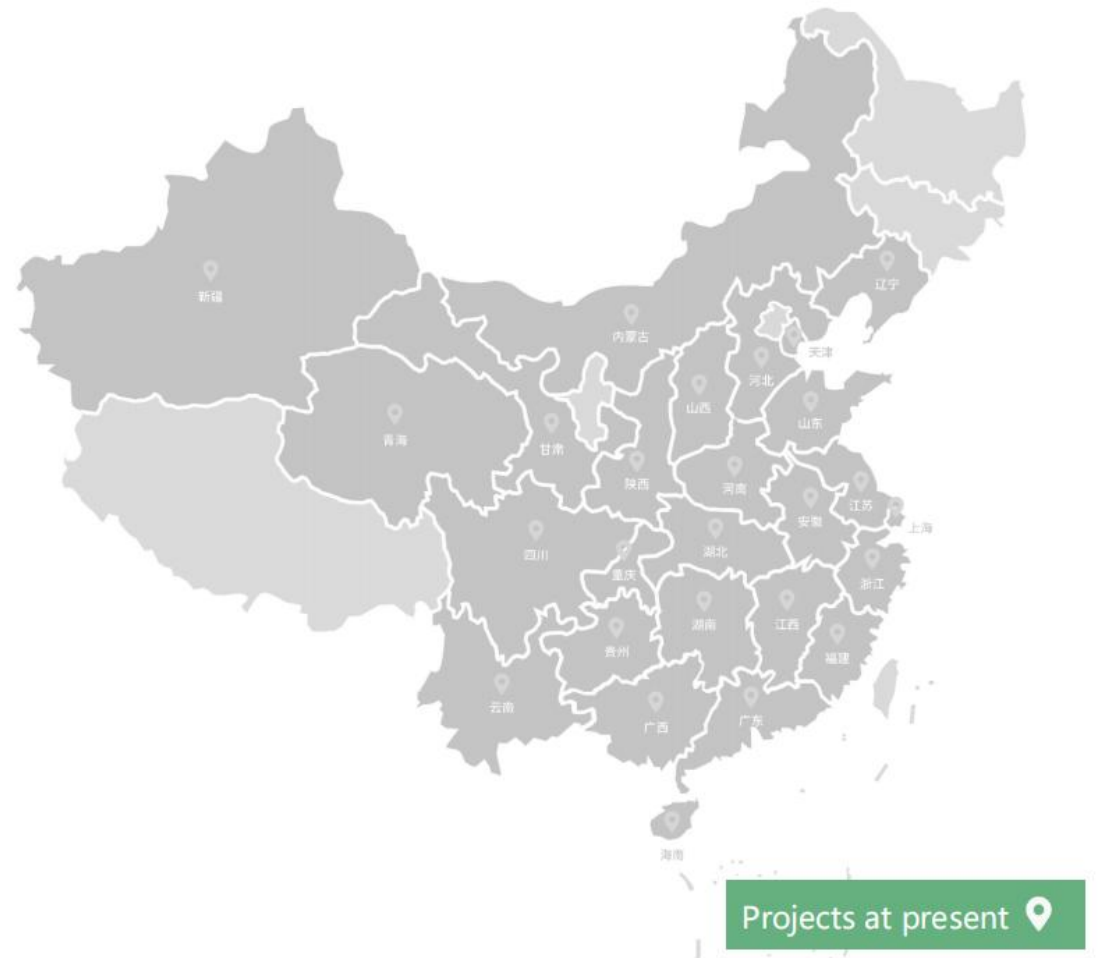 新疆
内蒙古
辽宁
天津
河北
山西
山东
青海
甘肃
陕西
河南
江苏
安徽
上海
四川
湖北
重庆
浙江
湖南
江西
贵州
福建
云南
广西
广东
海南
Projects at present